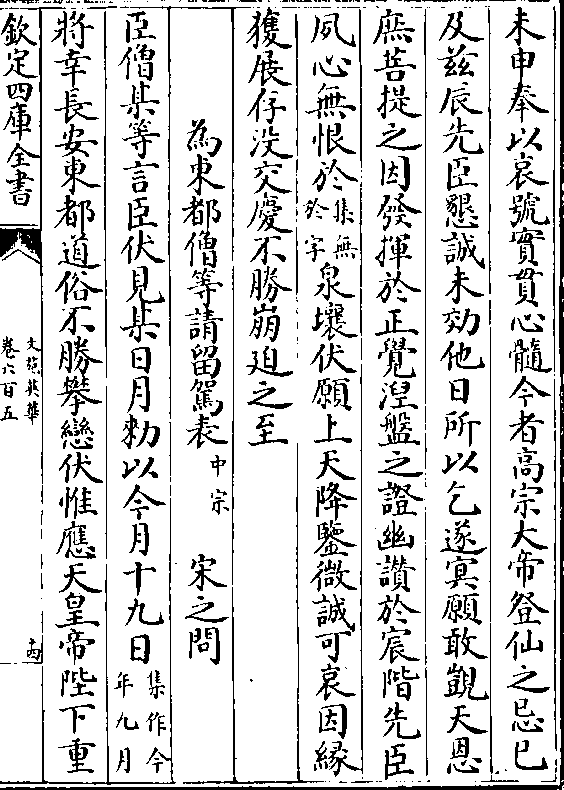 未申奉以哀號實貫心髓今者高宗大帝登仙之忌已
及茲辰先臣懇誠未効他日所以乞遂冥願敢覬天恩
庶菩提之因發揮於正覺涅盤之證幽讚於宸階先臣
夙心無恨於集無於字泉壤伏願上天降鑒微誠可哀因縁
獲展存没交慶不勝崩迫之至
為東都僧等請留駕表中宗 宋之問
臣僧某等言臣伏見某日月勑以今月十九日集作今年九月
將幸長安東都道俗不勝攀戀伏惟應天皇帝陛下重
欽定四庫全書 文苑英華卷六百五 十四